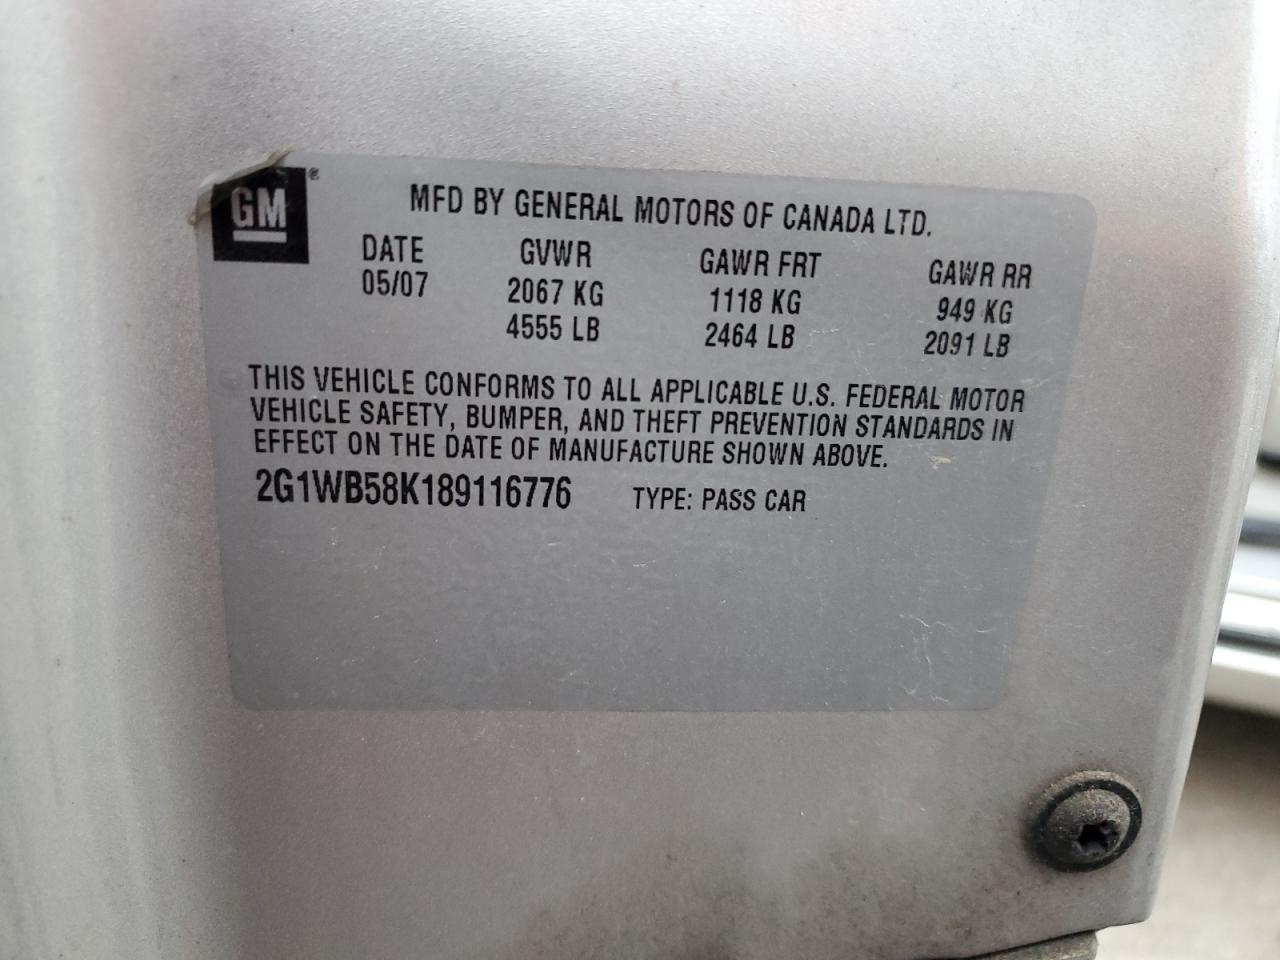 GM®
MFD BY GENERAL MOTORS OF CANADA LTD.
DATE GVWR GAWR FRT GAWR RR
05/07 2067 KG 1118 KG 949 KG
4555 LB 2464 LB 2091 LB
THIS VEHICLE CONFORMS TO ALL APPLICABLE U.S. FEDERAL MOTOR
VEHICLE SAFETY, BUMPER, AND THEFT PREVENTION STANDARDS IN
EFFECT ON THE DATE OF MANUFACTURE SHOWN ABOVE.
2G1WB58K189116776 TYPE: PASS CAR